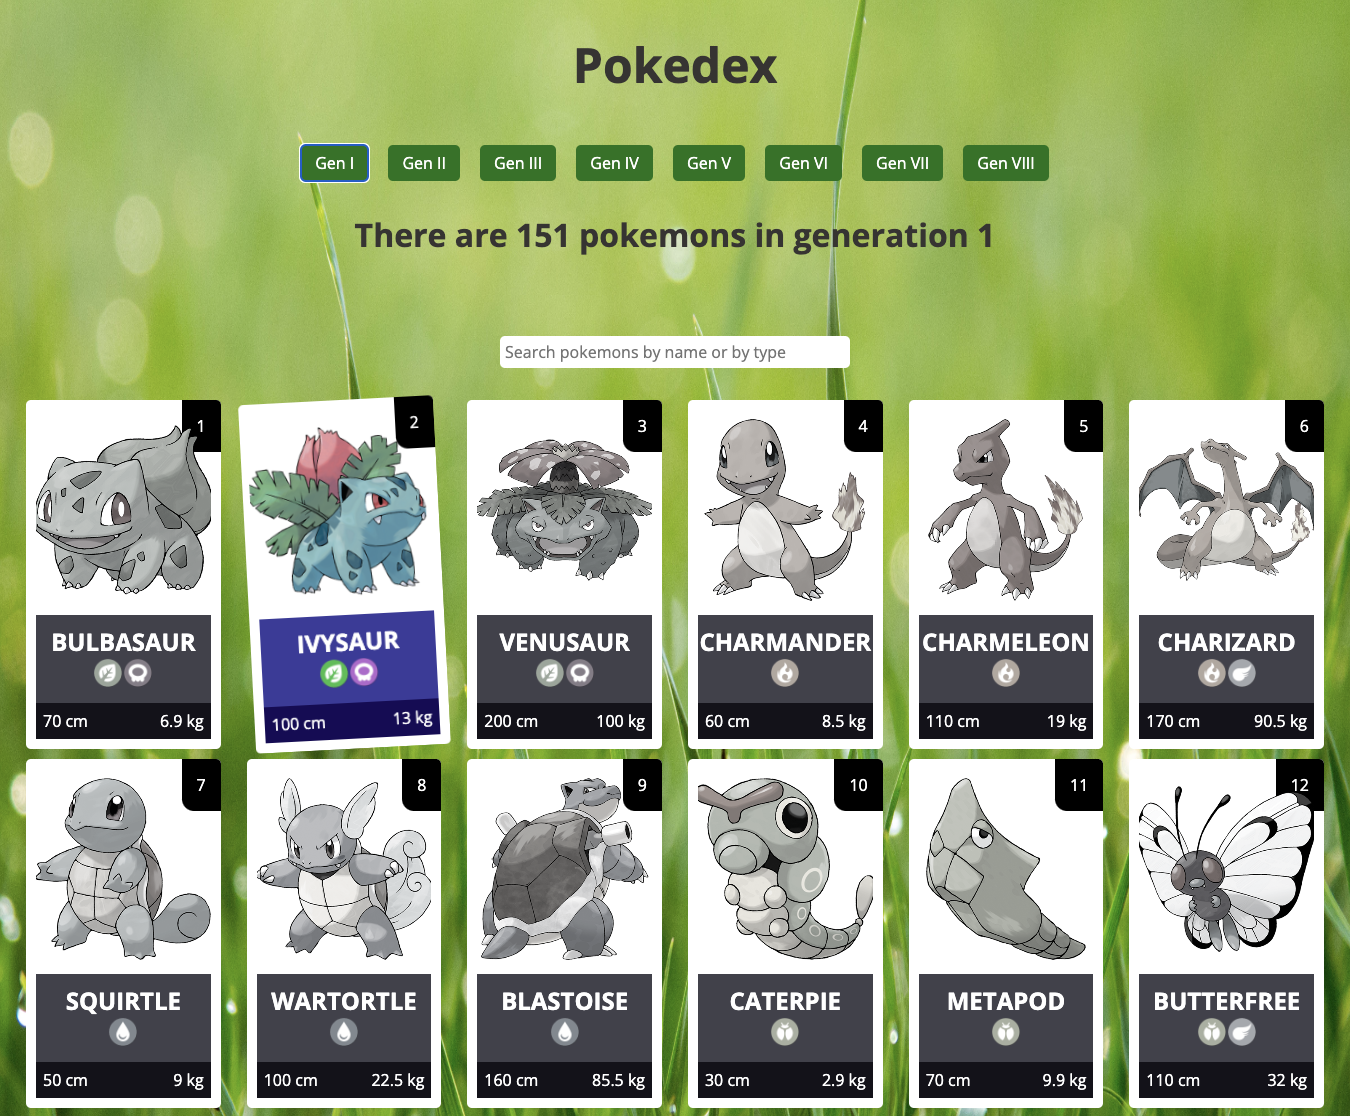 Pokedex
Gen I Gen II Gen III Gen IV Gen V Gen VI Gen VII Gen VIII
There are 151 pokemons in generation 1
Search pokemons by name or by type
1
BULBASAUR
70 cm 6.9 kg
2
IVYSAUR
100 cm 13 kg
3
VENUSAUR
200 cm 100 kg
4
CHARMANDER
60 cm 8.5 kg
5
CHARMELEON
110 cm 19 kg
6
CHARIZARD
170 cm 90.5 kg
7
SQUIRTLE
50 cm 9 kg
8
WARTORTLE
100 cm 22.5 kg
9
BLASTOISE
160 cm 85.5 kg
10
CATERPIE
30 cm 2.9 kg
11
METAPOD
70 cm 9.9 kg
12
BUTTERFREE
110 cm 32 kg